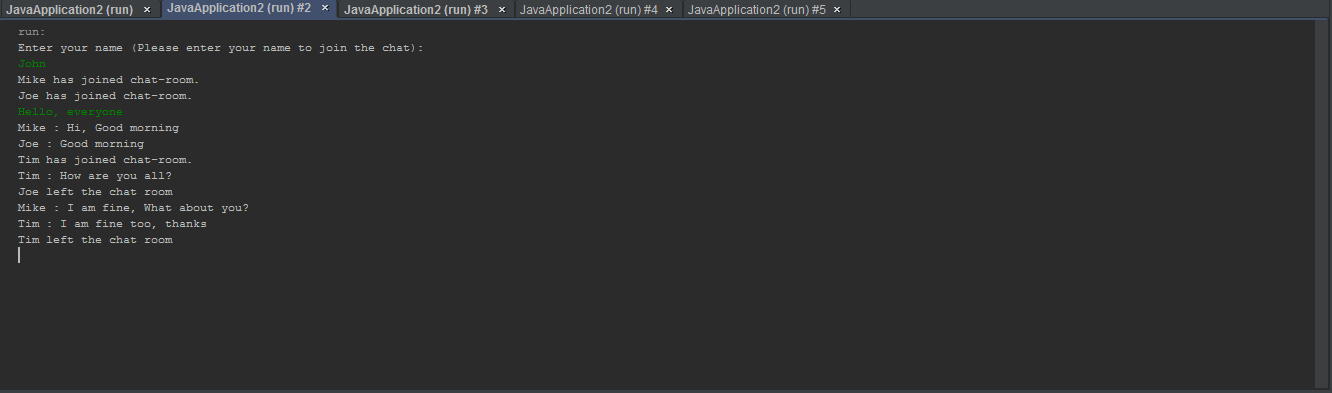 JavaApplication2 (run) × JavaApplication2 (run) #2 × JavaApplication2 (run) #3 × JavaApplication2 (run) #4 × JavaApplication2 (run) #5 ×
run:
Enter your name (Please enter your name to join the chat):
John
Mike has joined chat-room.
Joe has joined chat-room.
Hello, everyone
Mike : Hi, Good morning
Joe : Good morning
Tim has joined chat-room.
Tim : How are you all?
Joe left the chat room
Mike : I am fine, What about you?
Tim : I am fine too, thanks
Tim left the chat room